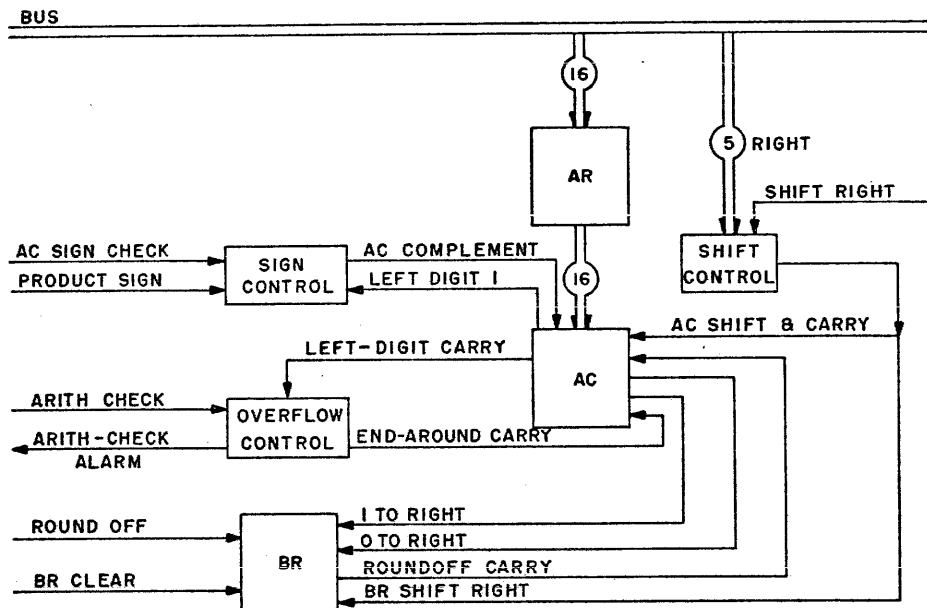 BUS
16
5 RIGHT
AR
SHIFT RIGHT
AC SIGN CHECK
AC COMPLEMENT
SIGN
CONTROL
SHIFT
CONTROL
PRODUCT SIGN
LEFT DIGIT 1
16
AC SHIFT & CARRY
LEFT-DIGIT CARRY
AC
ARITH CHECK
OVERFLOW
CONTROL
ARITH-CHECK
ALARM
END-AROUND CARRY
1 TO RIGHT
ROUND OFF
0 TO RIGHT
BR
ROUNDOFF CARRY
BR CLEAR
BR SHIFT RIGHT